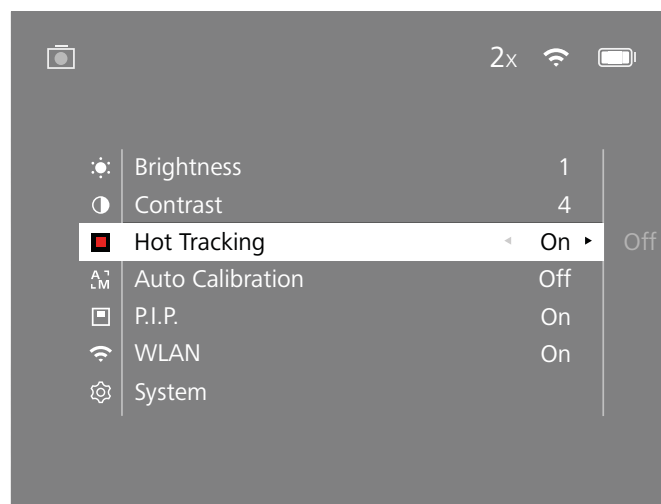 2x
Brightness 1
Contrast 4
Hot Tracking On Off
Auto Calibration Off
P.I.P. On
WLAN On
System